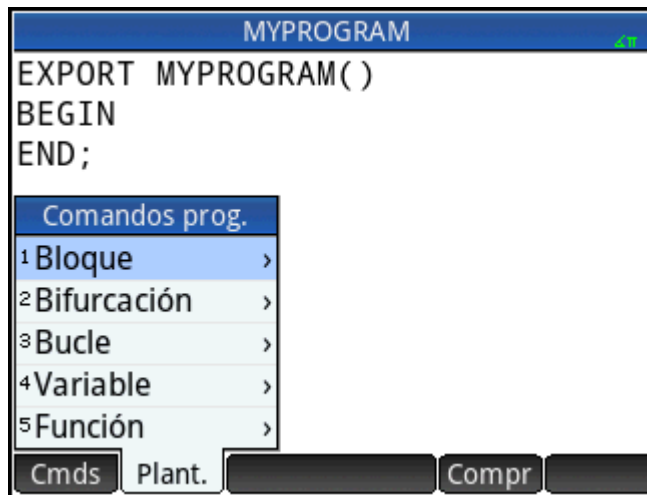 MYPROGRAM
∡π
EXPORT MYPROGRAM()
BEGIN
END;
Comandos prog.
1 Bloque >
2 Bifurcación >
3 Bucle >
4 Variable >
5 Función >
Cmds Plant. Compr